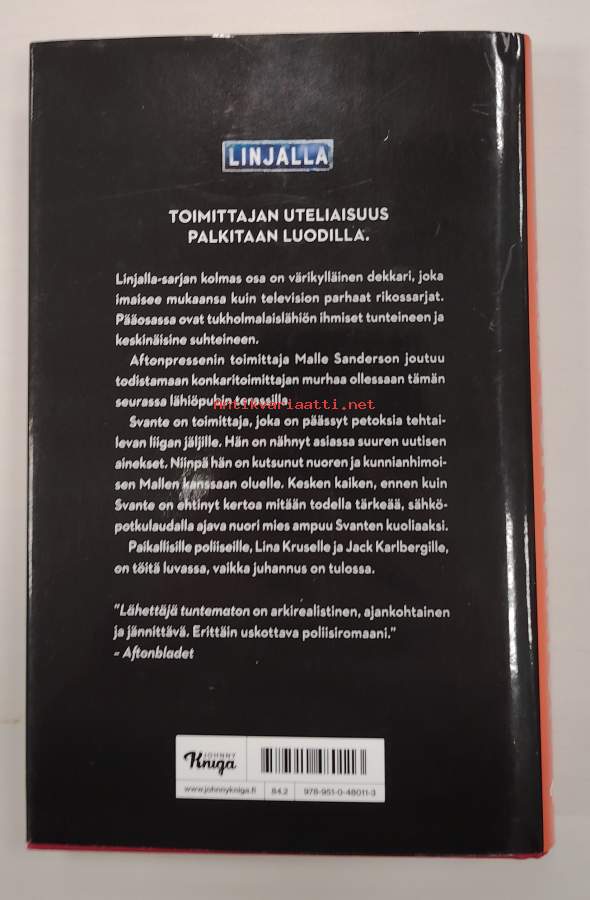 LINJALLA
TOIMITTAJAN UTELIAISUUS
PALKITAAN LUODILLA.
Linjalla-sarjan kolmas osa on värikylläinen dekkari, joka
imaisee mukaansa kuin television parhaat rikossarjat.
Pääosassa ovat tukholmalaislähiön ihmiset tunteineen ja
keskinäisine suhteineen.
Aftonpressenin toimittaja Malle Sanderson joutuu
todistamaan konkaritoimittajan murhaa ollessaan tämän
seurassa lähiöpubin terassilla.
Antikvariaatti.net
Svante on toimittaja, joka on päässyt petoksia tehtai-
levan liigan jäljille. Hän on nähnyt asiassa suuren uutisen
ainekset. Niinpä hän on kutsunut nuoren ja kunnianhimoi-
sen Mallen kanssaan oluelle. Kesken kaiken, ennen kuin
Svante on ehtinyt kertoa mitään todella tärkeää, sähkö-
potkulaudalla ajava nuori mies ampuu Svanten kuoliaaksi.
Paikallisille poliiseille, Lina Kruselle ja Jack Karlbergille,
on töitä luvassa, vaikka juhannus on tulossa.
"Lähettäjä tuntematon on arkirealistinen, ajankohtainen
ja jännittävä. Erittäin uskottava poliisiromaani."
– Aftonbladet
JOHNNY
Kniga
www.johnnykniga.fi
84.2
978-951-0-48011-3